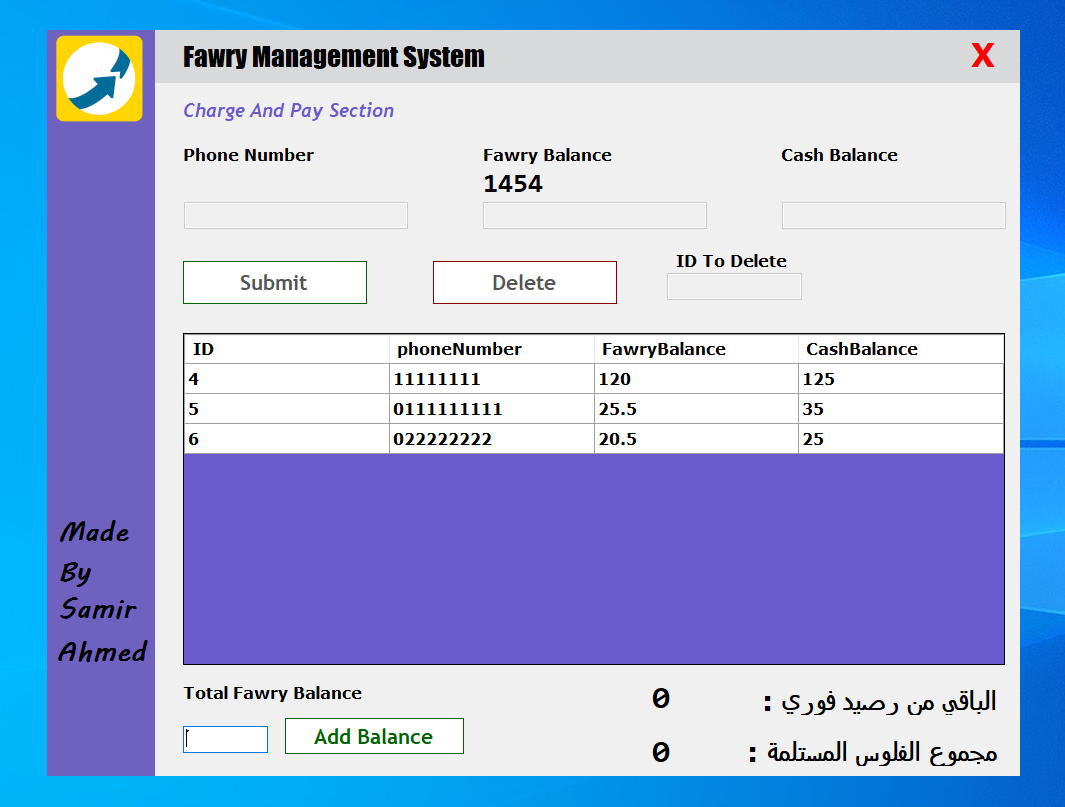 Fawry Management System X
Charge And Pay Section
Phone Number Fawry Balance Cash Balance
1454
Submit Delete ID To Delete
ID phoneNumber FawryBalance CashBalance
4 11111111 120 125
5 0111111111 25.5 35
6 022222222 20.5 25
Made
By
Samir
Ahmed
Total Fawry Balance
Add Balance
الباقي من رصيد فوري : 0
مجموع الفلوس المستلمة : 0